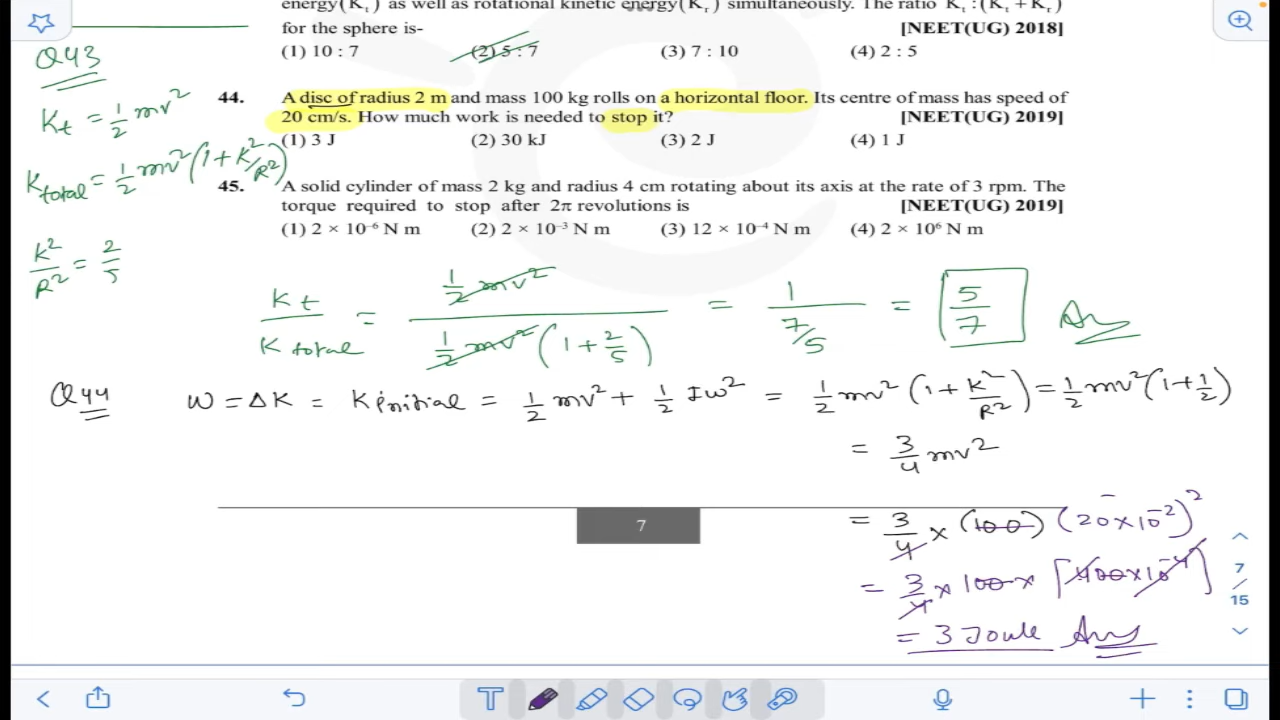 energy(Kt) as well as rotational kinetic energy(Kr) simultaneously. The ratio Kt : (Kt + Kr)
for the sphere is- [NEET(UG) 2018]
(1) 10 : 7 (2) 5 : 7 (3) 7 : 10 (4) 2 : 5
44. A disc of radius 2 m and mass 100 kg rolls on a horizontal floor. Its centre of mass has speed of
20 cm/s. How much work is needed to stop it? [NEET(UG) 2019]
(1) 3 J (2) 30 kJ (3) 2 J (4) 1 J
45. A solid cylinder of mass 2 kg and radius 4 cm rotating about its axis at the rate of 3 rpm. The
torque required to stop after 2π revolutions is [NEET(UG) 2019]
(1) 2 × 10⁻⁶ N m (2) 2 × 10⁻³ N m (3) 12 × 10⁻⁴ N m (4) 2 × 10⁶ N m
Q43
Kt = 1/2 mv²
Ktotal = 1/2 mv² (1 + K²/R²)
K²/R² = 2/5
Kt / Ktotal = 1/2 mv² / 1/2 mv² (1 + 2/5) = 1 / 7/5 = 5/7 Ans
Q44 W = ΔK = Kinitial = 1/2 mv² + 1/2 Iw² = 1/2 mv² (1 + K²/R²) = 1/2 mv² (1 + 1/2)
= 3/4 mv²
= 3/4 × (100) (20 × 10⁻²)²
= 3/4 × 100 × [400 × 10⁻⁴]
= 3 Joule Ans
7
7
/
15
T